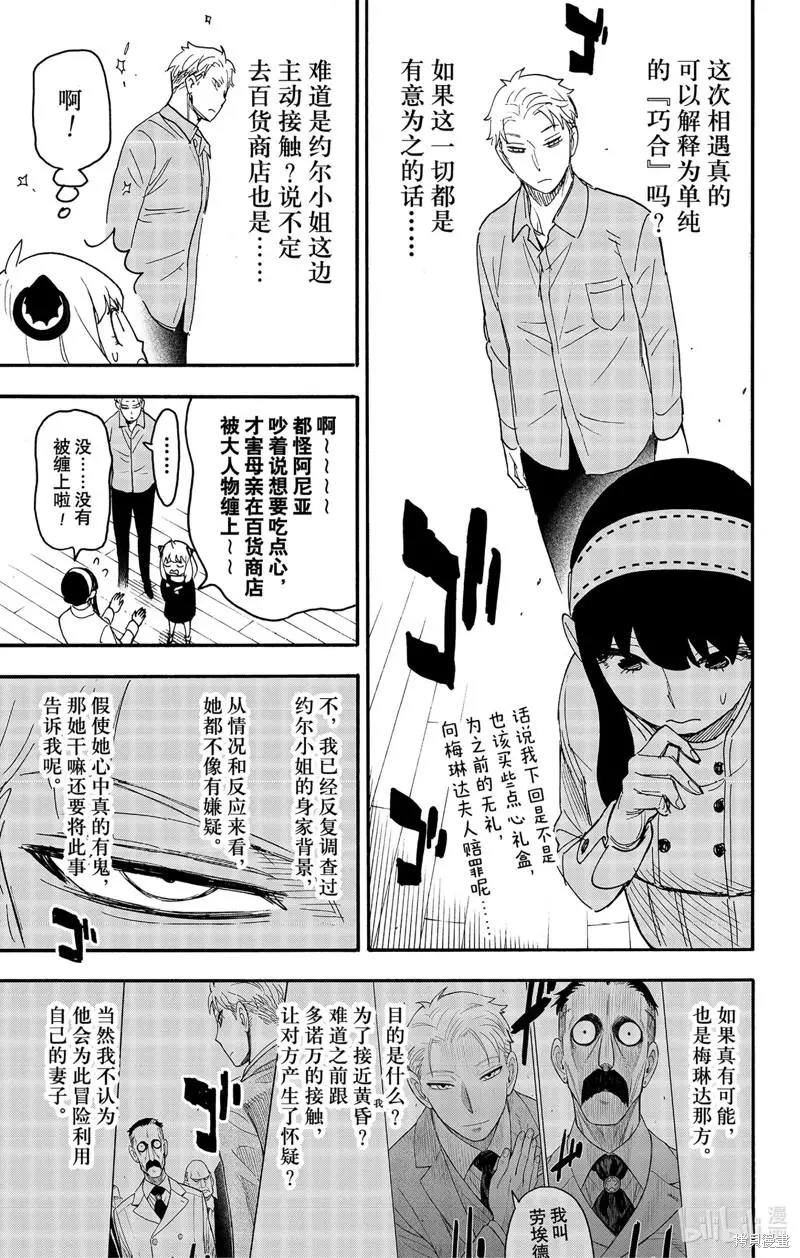 这次相遇真的
可以解释为单纯
的『巧合』吗？
如果这一切都是
有意为之的话……
ゴ
ゴ
ゴ
话说我下回是不是
也该买些点心礼盒，
为之前的无礼，
向梅琳达夫人赔罪呢……
难道是约尔小姐这边
主动接触？说不定
去百货商店也是……
啊！
啊～～～～
都怪阿尼亚
吵着说想要吃点心，
才害母亲在百货商店
被大人物缠上～～
……
没……没有
被缠上啦！
不，我已经反复调查过
约尔小姐的身家背景，
从情况和反应来看，
她都不像有嫌疑。
假使她心中真的有鬼，
那她干嘛还要将此事
告诉我呢。
ゴ
如果真有可能，
也是梅琳达那方。
我叫
劳埃德
目的是什么？
为了接近黄昏？
我
难道之前跟
多诺万的接触，
让对方产生了怀疑？
当然我不认为
他会为此冒险利用
自己的妻子。
bilibili
漫画
拷贝漫畫